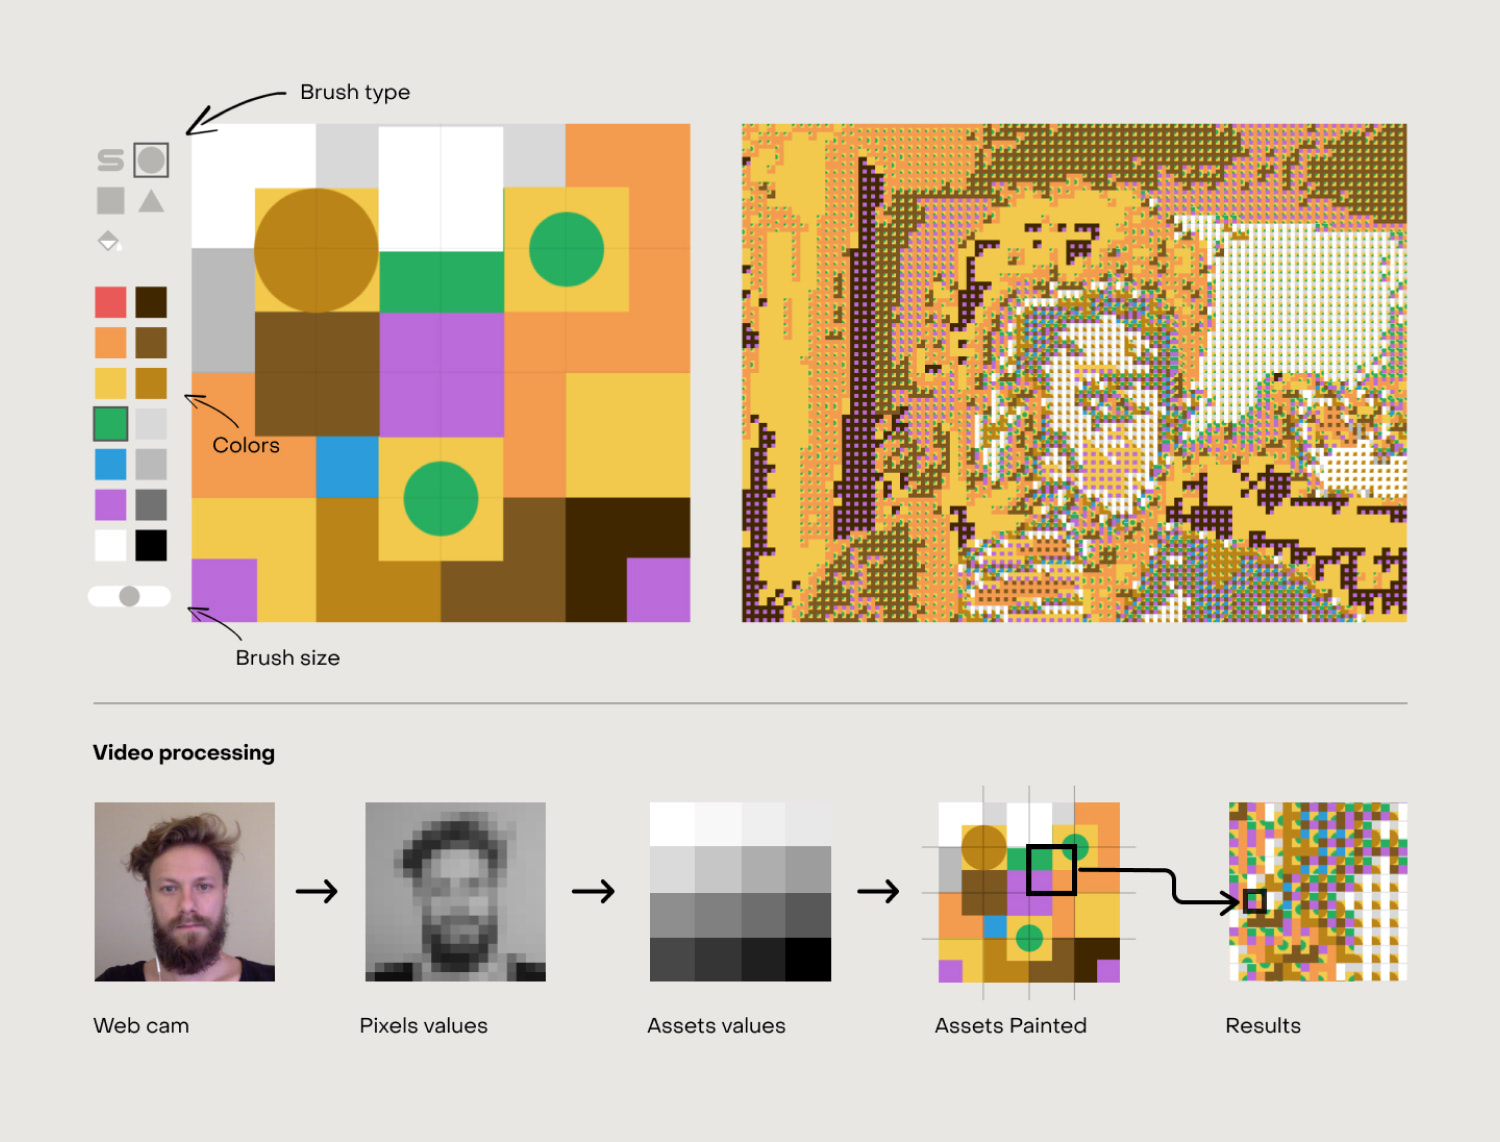 Brush type
Colors
Brush size
Video processing
Web cam
Pixels values
Assets values
Assets Painted
Results